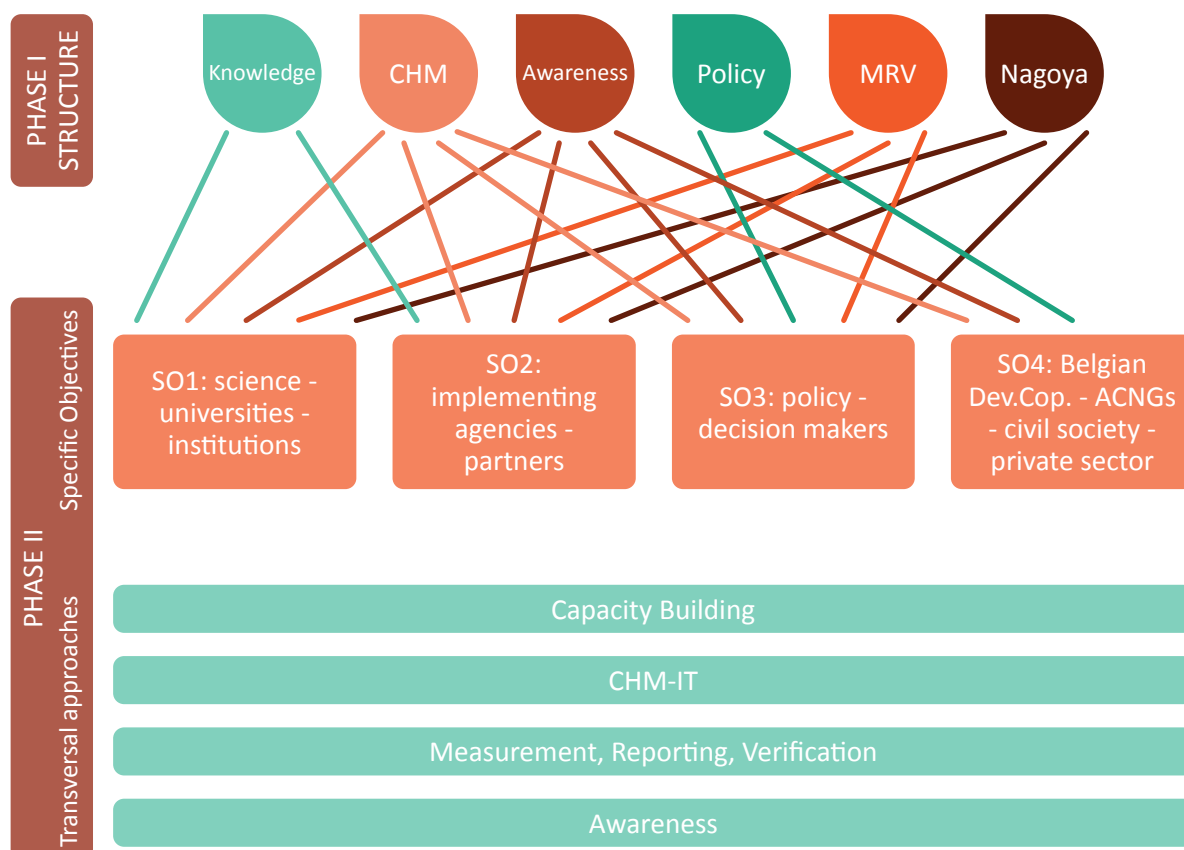 PHASE I
STRUCTURE
Knowledge
CHM
Awareness
Policy
MRV
Nagoya
PHASE II
Specific Objectives
SO1: science -
universities -
institutions
SO2:
implementing
agencies -
partners
SO3: policy -
decision makers
SO4: Belgian
Dev.Cop. - ACNGs
- civil society -
private sector
Transversal approaches
Capacity Building
CHM-IT
Measurement, Reporting, Verification
Awareness